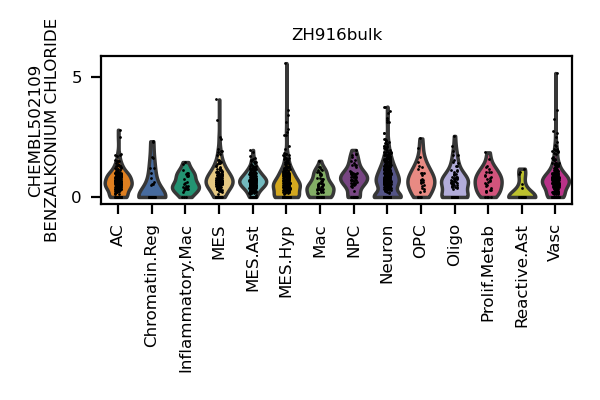 ZH916bulk
CHEMBL502109
BENZALKONIUM CHLORIDE
5
0
AC
Chromatin.Reg
Inflammatory.Mac
MES
MES.Ast
MES.Hyp
Mac
NPC
Neuron
OPC
Oligo
Prolif.Metab
Reactive.Ast
Vasc